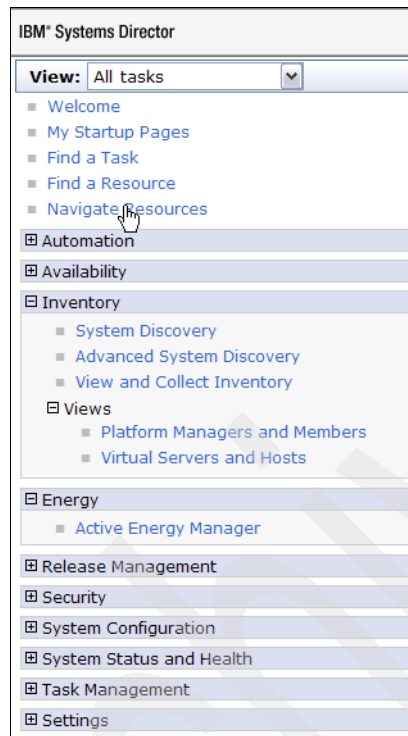 IBM® Systems Director
View: All tasks
Welcome
My Startup Pages
Find a Task
Find a Resource
Navigate Resources
Automation
Availability
Inventory
System Discovery
Advanced System Discovery
View and Collect Inventory
Views
Platform Managers and Members
Virtual Servers and Hosts
Energy
Active Energy Manager
Release Management
Security
System Configuration
System Status and Health
Task Management
Settings